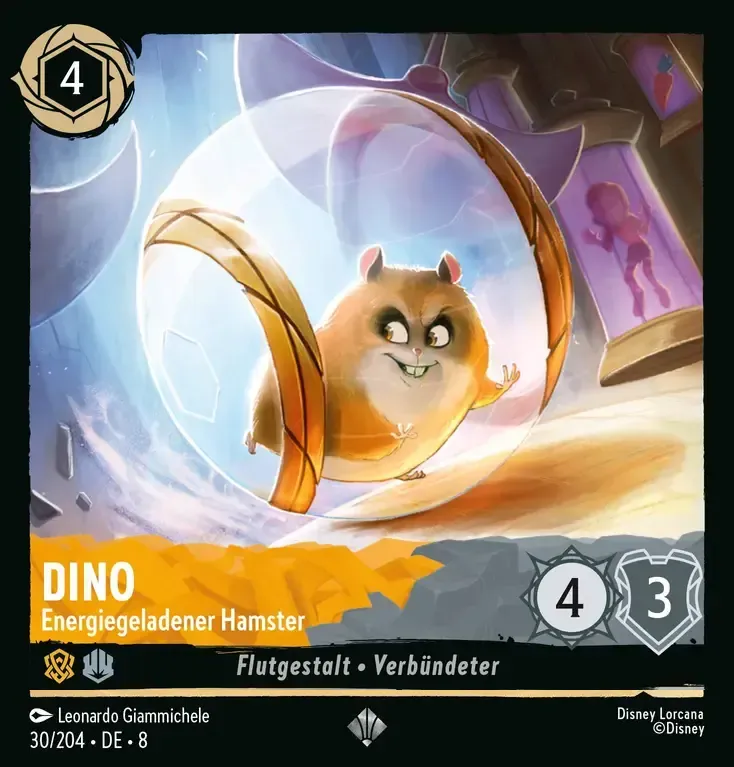 4
DINO
Energiegeladener Hamster
4
3
Flutgestalt • Verbündeter
Leonardo Giammichele
30/204 • DE • 8
Disney Lorcana
©Disney